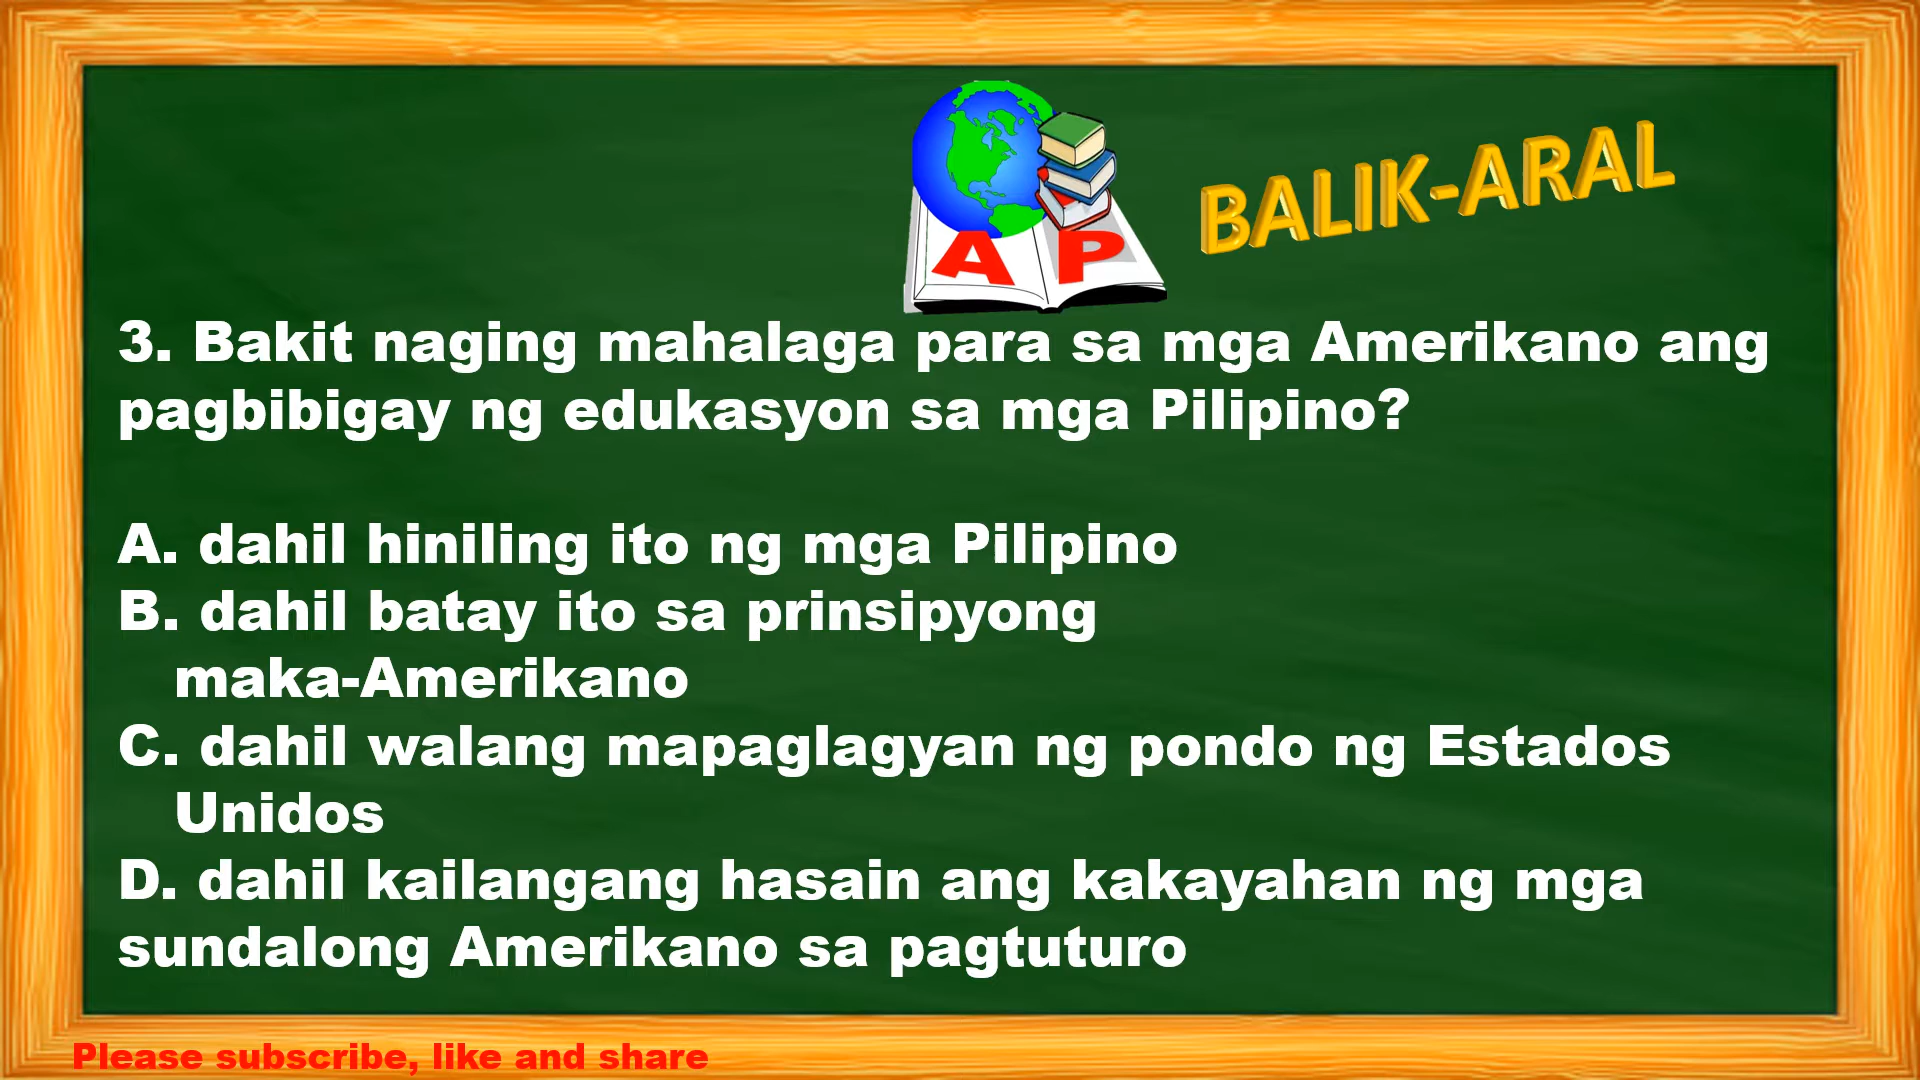 A P
BALIK-ARAL
3. Bakit naging mahalaga para sa mga Amerikano ang
pagbibigay ng edukasyon sa mga Pilipino?
A. dahil hiniling ito ng mga Pilipino
B. dahil batay ito sa prinsipyong
maka-Amerikano
C. dahil walang mapaglagyan ng pondo ng Estados
Unidos
D. dahil kailangang hasain ang kakayahan ng mga
sundalong Amerikano sa pagtuturo
Please subscribe, like and share